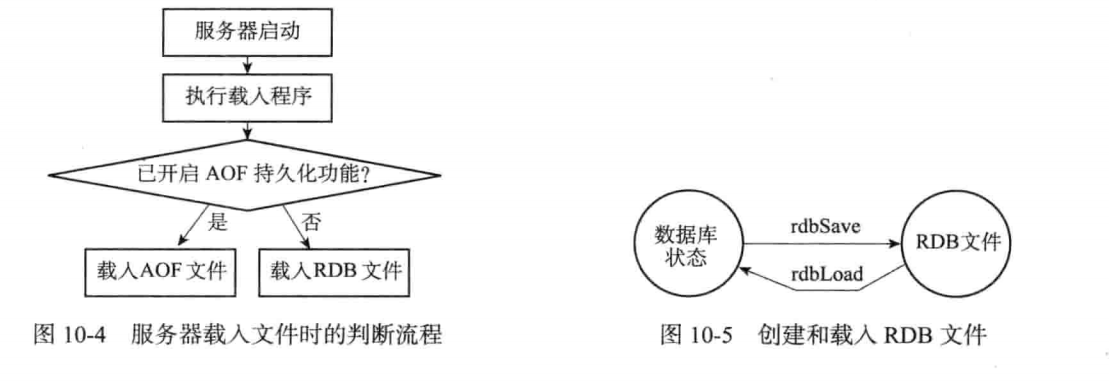 服务器启动
执行载入程序
已开启 AOF 持久化功能?
是
否
载入AOF 文件
载入RDB 文件
图 10-4 服务器载入文件时的判断流程
数据库
状态
rdbSave
RDB文件
rdbLoad
图 10-5 创建和载入 RDB 文件